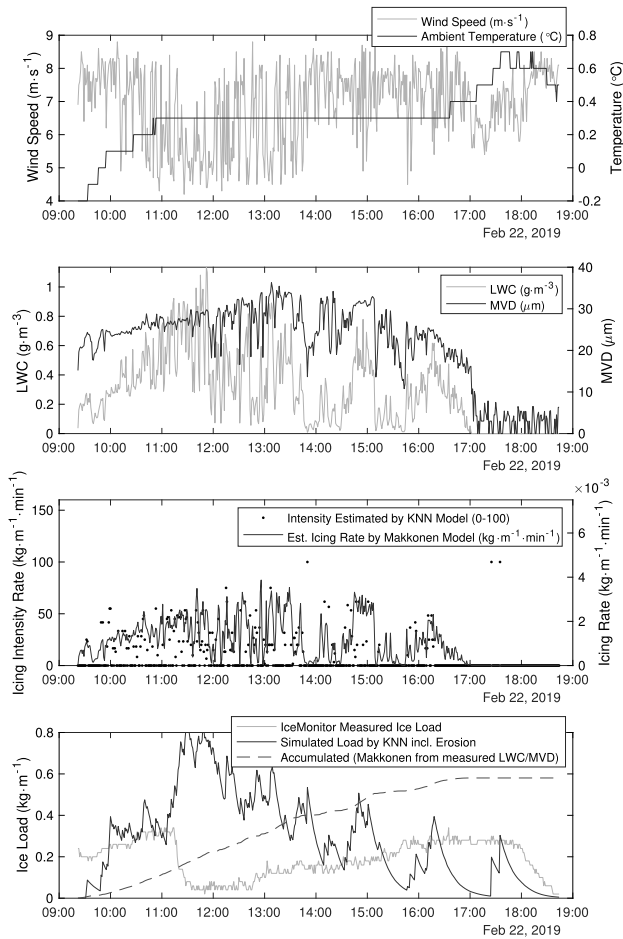 Wind Speed (m·s⁻¹)
Ambient Temperature (°C)
Wind Speed (m·s⁻¹)
9
8
7
6
5
4
0.8
0.6
0.4
0.2
0
-0.2
Temperature (°C)
09:00 10:00 11:00 12:00 13:00 14:00 15:00 16:00 17:00 18:00 19:00
Feb 22, 2019
LWC (g·m⁻³)
MVD (μm)
LWC (g·m⁻³)
1
0.8
0.6
0.4
0.2
0
40
30
20
10
0
MVD (μm)
09:00 10:00 11:00 12:00 13:00 14:00 15:00 16:00 17:00 18:00 19:00
Feb 22, 2019
×10⁻³
Intensity Estimated by KNN Model (0-100)
Est. Icing Rate by Makkonen Model (kg·m⁻¹·min⁻¹)
Icing Intensity Rate (kg·m⁻¹·min⁻¹)
150
100
50
0
6
4
2
0
Icing Rate (kg·m⁻¹·min⁻¹)
09:00 10:00 11:00 12:00 13:00 14:00 15:00 16:00 17:00 18:00 19:00
Feb 22, 2019
IceMonitor Measured Ice Load
Simulated Load by KNN incl. Erosion
Accumulated (Makkonen from measured LWC/MVD)
Ice Load (kg·m⁻¹)
0.8
0.6
0.4
0.2
0
09:00 10:00 11:00 12:00 13:00 14:00 15:00 16:00 17:00 18:00 19:00
Feb 22, 2019